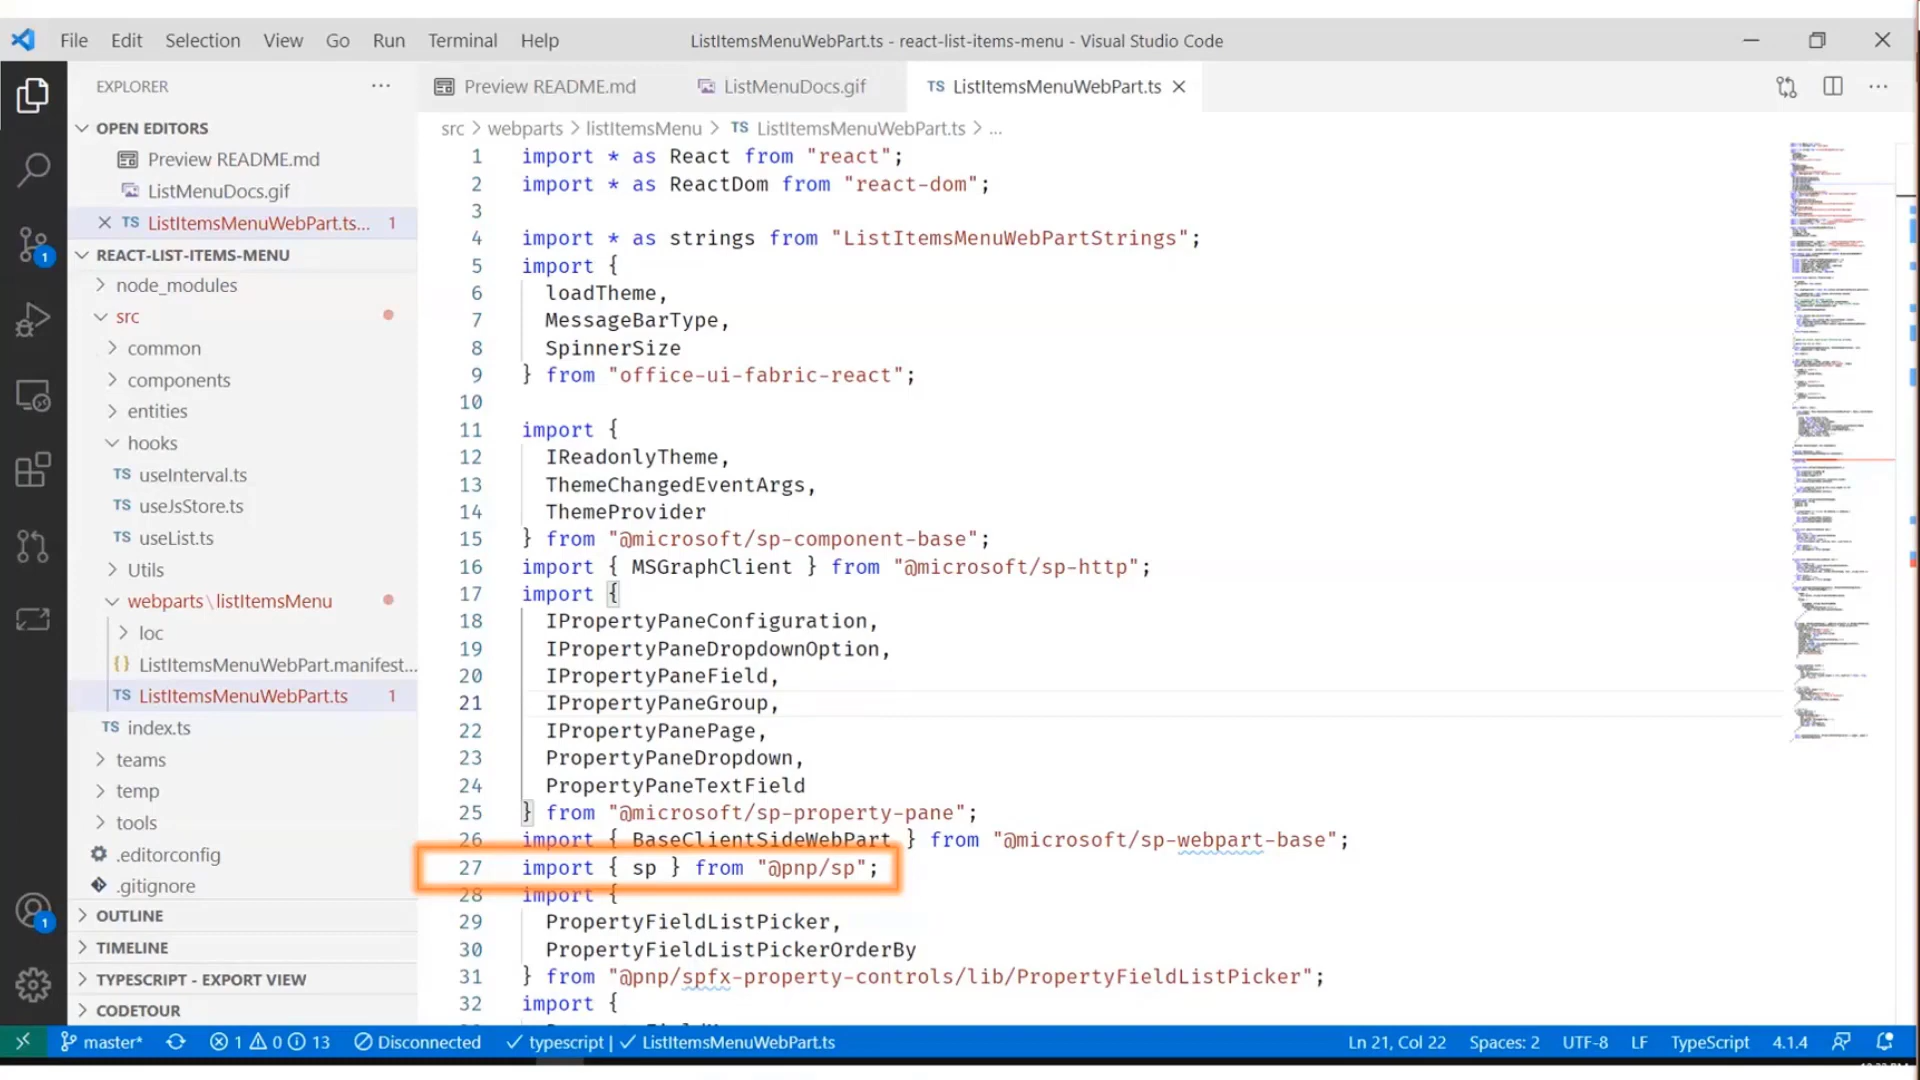 File Edit Selection View Go Run Terminal Help
ListItemsMenuWebPart.ts - react-list-items-menu - Visual Studio Code
EXPLORER
Preview README.md
ListMenuDocs.gif
TS ListItemsMenuWebPart.ts
OPEN EDITORS
Preview README.md
ListMenuDocs.gif
TS ListItemsMenuWebPart.ts... 1
REACT-LIST-ITEMS-MENU
node_modules
src
common
components
entities
hooks
TS useInterval.ts
TS useJsStore.ts
TS useList.ts
Utils
webparts\listItemsMenu
loc
{} ListItemsMenuWebPart.manifest...
TS ListItemsMenuWebPart.ts 1
TS index.ts
teams
temp
tools
.editorconfig
.gitignore
OUTLINE
TIMELINE
TYPESCRIPT - EXPORT VIEW
CODETOUR
1
1
src > webparts > listItemsMenu > TS ListItemsMenuWebPart.ts > ...
1 import * as React from "react";
2 import * as ReactDom from "react-dom";
3
4 import * as strings from "ListItemsMenuWebPartStrings";
5 import {
6 loadTheme,
7 MessageBarType,
8 SpinnerSize
9 } from "office-ui-fabric-react";
10
11 import {
12 IReadonlyTheme,
13 ThemeChangedEventArgs,
14 ThemeProvider
15 } from "@microsoft/sp-component-base";
16 import { MSGraphClient } from "@microsoft/sp-http";
17 import {
18 IPropertyPaneConfiguration,
19 IPropertyPaneDropdownOption,
20 IPropertyPaneField,
21 IPropertyPaneGroup,
22 IPropertyPanePage,
23 PropertyPaneDropdown,
24 PropertyPaneTextField
25 } from "@microsoft/sp-property-pane";
26 import { BaseClientSideWebPart } from "@microsoft/sp-webpart-base";
27 import { sp } from "@pnp/sp";
28 import {
29 PropertyFieldListPicker,
30 PropertyFieldListPickerOrderBy
31 } from "@pnp/spfx-property-controls/lib/PropertyFieldListPicker";
32 import {
master* 1 0 13 Disconnected typescript | ListItemsMenuWebPart.ts Ln 21, Col 22 Spaces: 2 UTF-8 LF TypeScript 4.1.4